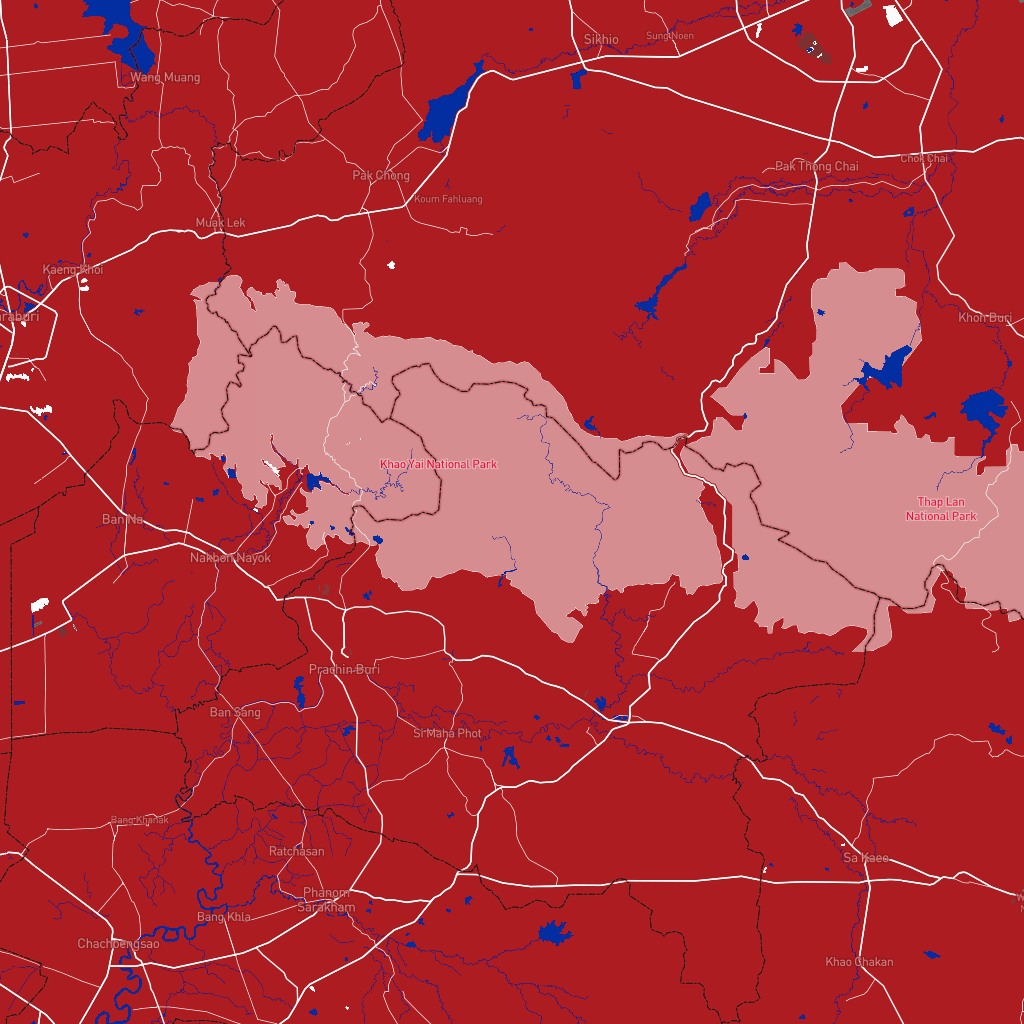 Sikhio
Sung Noen
Wang Muang
Pak Thong Chai
Chok Chai
Pak Chong
Koum Fahluang
Muak Lek
Kaeng Khoi
raburi
Khon Buri
Khao Yai National Park
Thap Lan
National Park
Ban Na
Nakhon Nayok
Prachin Buri
Ban Sang
Si Maha Phot
Bang Khanak
Ratchasan
Sa Kaeo
Phanom
Sarakham
Bang Khla
Chachoengsao
Khao Chakan